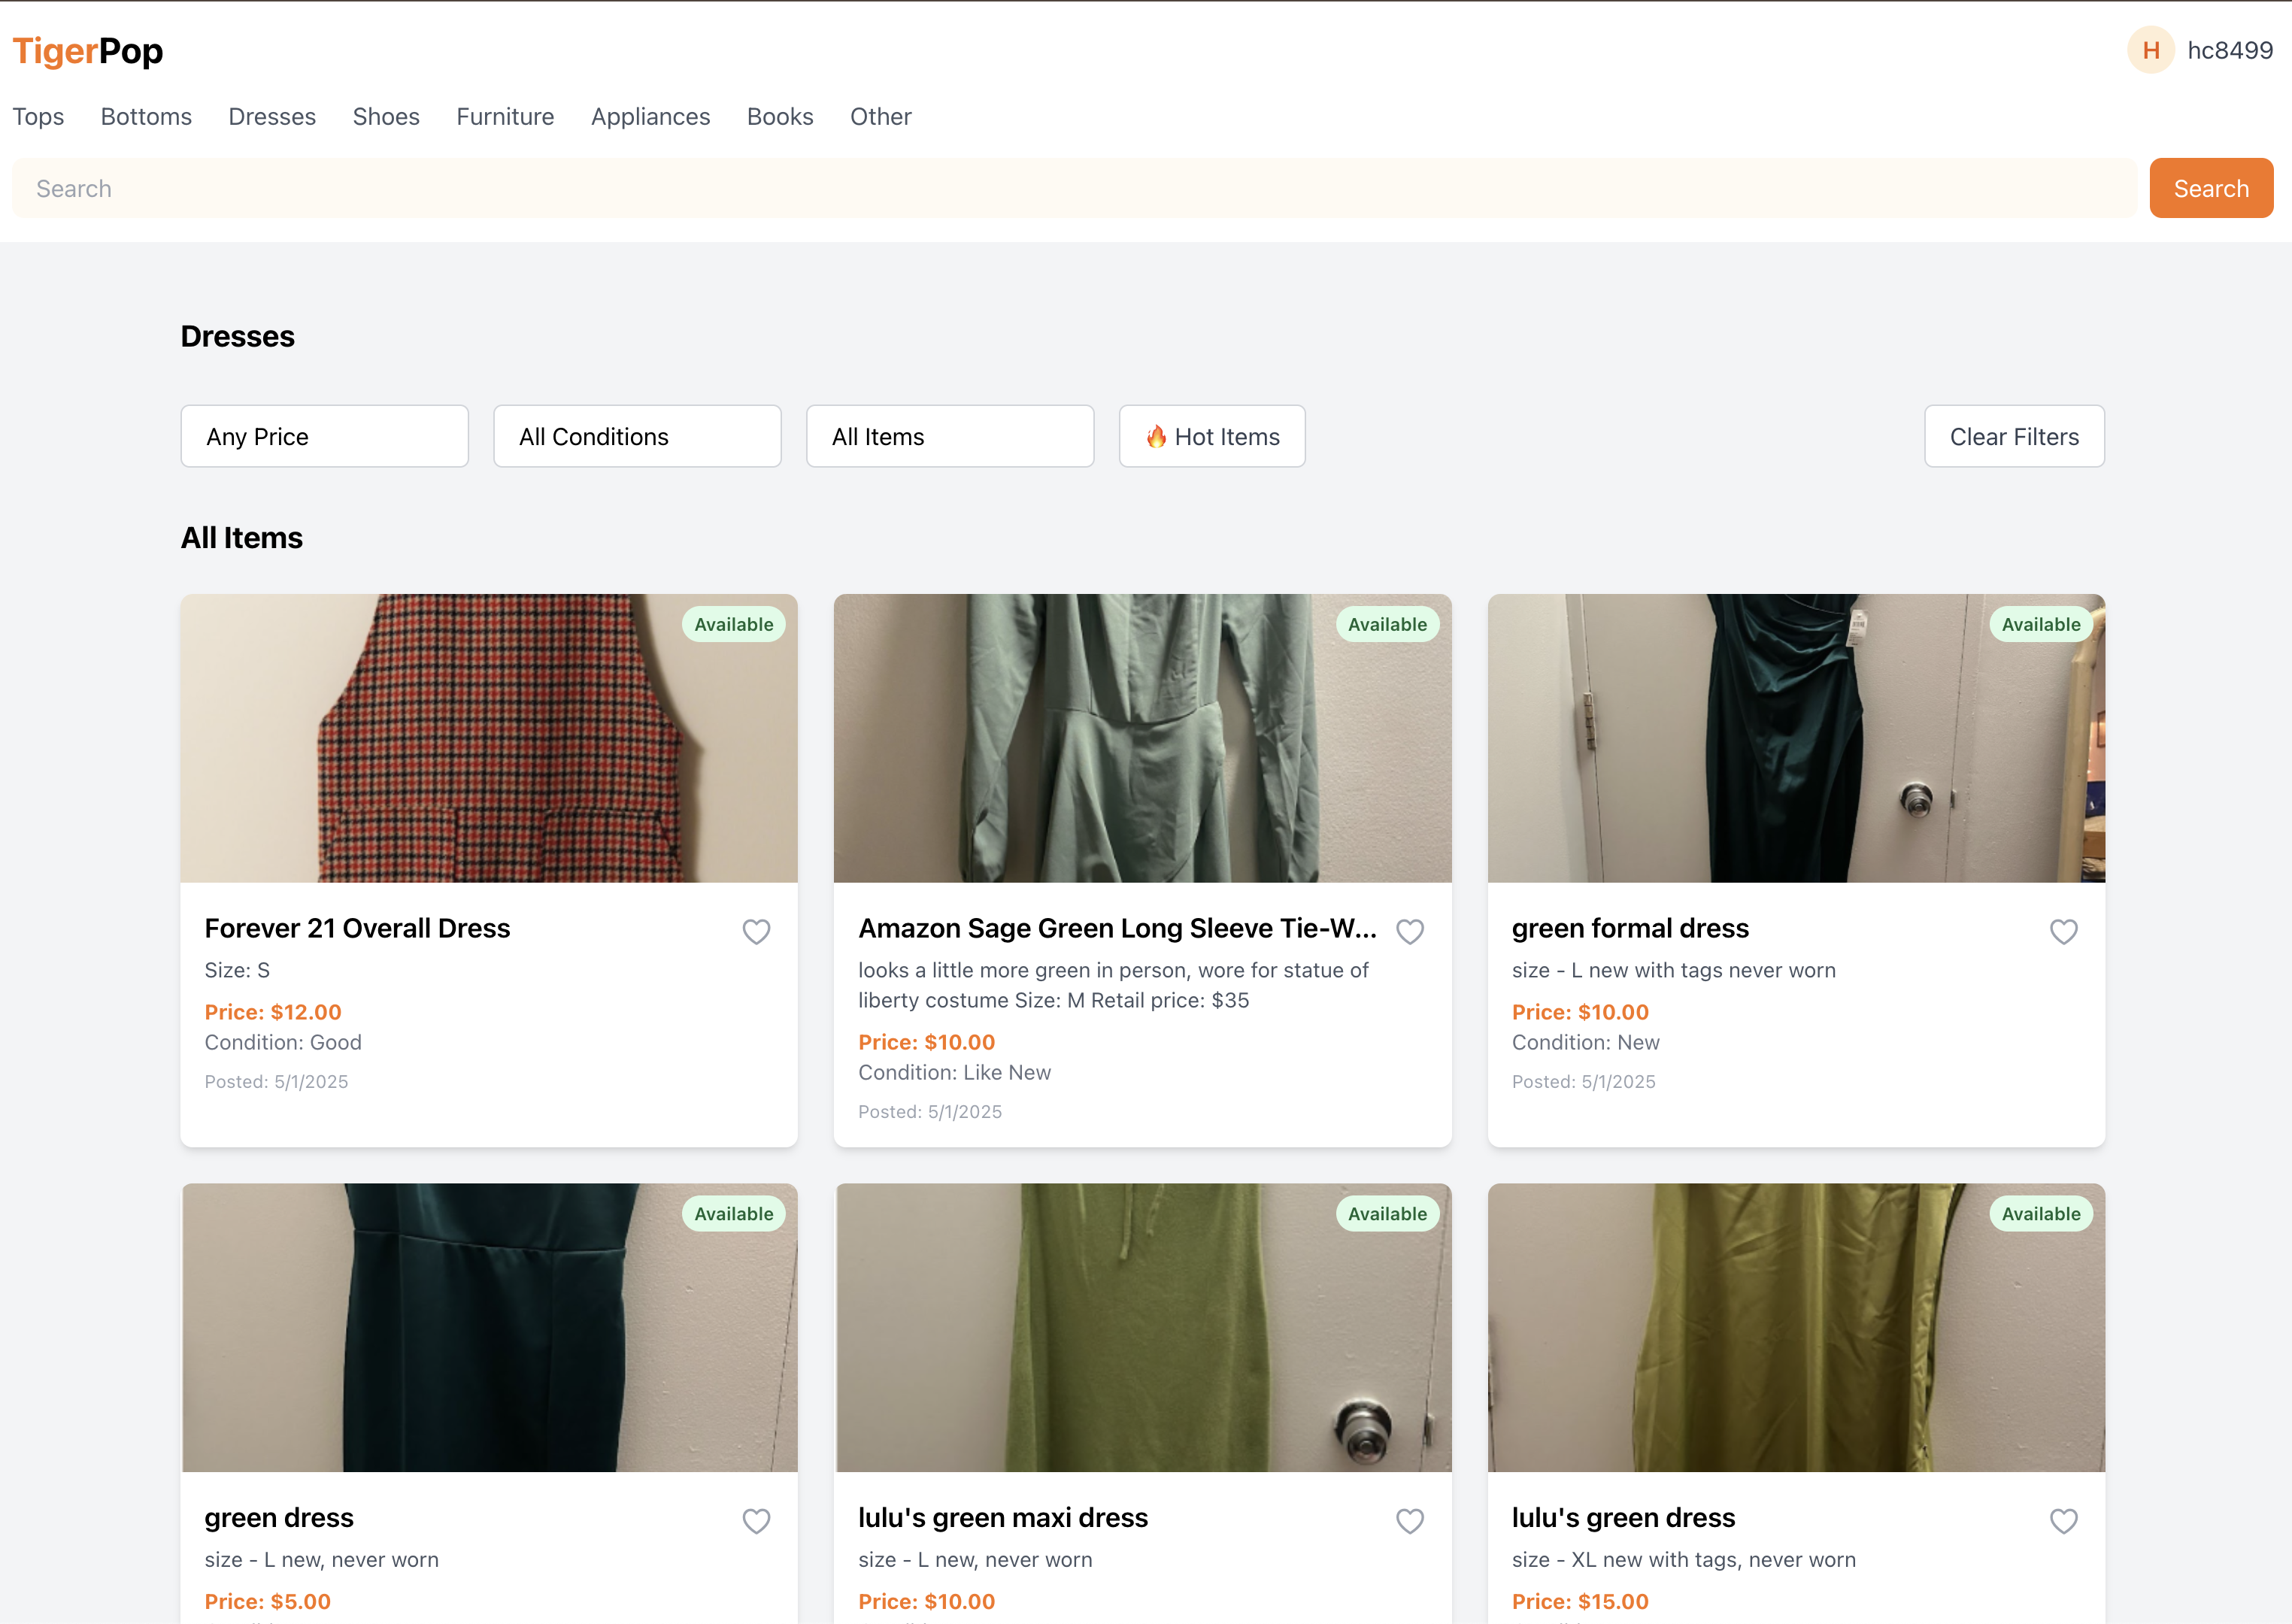 TigerPop
H hc8499
Tops Bottoms Dresses Shoes Furniture Appliances Books Other
Search Search
Dresses
Any Price All Conditions All Items 🔥 Hot Items Clear Filters
All Items
Available
Forever 21 Overall Dress
Size: S
Price: $12.00
Condition: Good
Posted: 5/1/2025
Available
Amazon Sage Green Long Sleeve Tie-W...
looks a little more green in person, wore for statue of
liberty costume Size: M Retail price: $35
Price: $10.00
Condition: Like New
Posted: 5/1/2025
Available
green formal dress
size - L new with tags never worn
Price: $10.00
Condition: New
Posted: 5/1/2025
Available
green dress
size - L new, never worn
Price: $5.00
Available
lulu's green maxi dress
size - L new, never worn
Price: $10.00
Available
lulu's green dress
size - XL new with tags, never worn
Price: $15.00